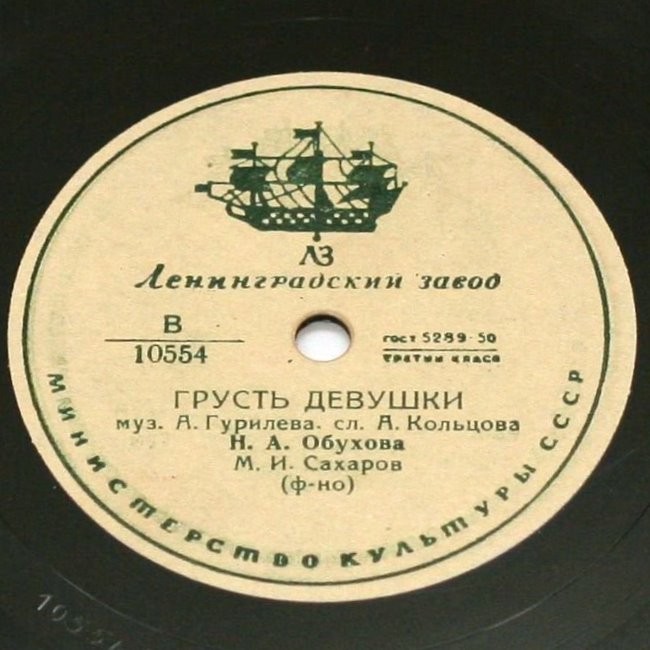 ЛЗ
Ленинградский завод
В
10554
гост 5289-50
третий класс
ГРУСТЬ ДЕВУШКИ
муз. А. Гурилева. сл. А. Кольцова
Н. А. Обухова
М. И. Сахаров
(ф-но)
МИНИСТЕРСТВО КУЛЬТУРЫ СССР
1055